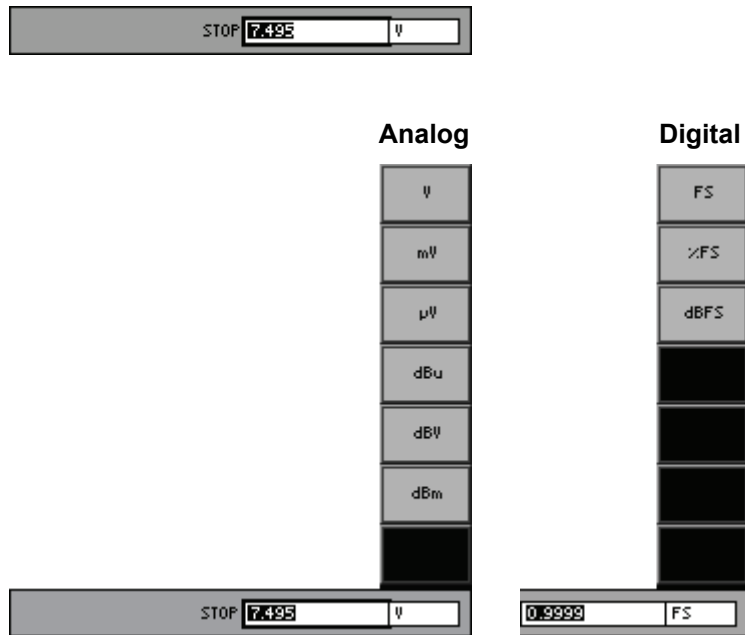 STOP 7.495 V
Analog
Digital
V
mV
µV
dBu
dBV
dBm
FS
%FS
dBFS
STOP 7.495 V
0.9999 FS